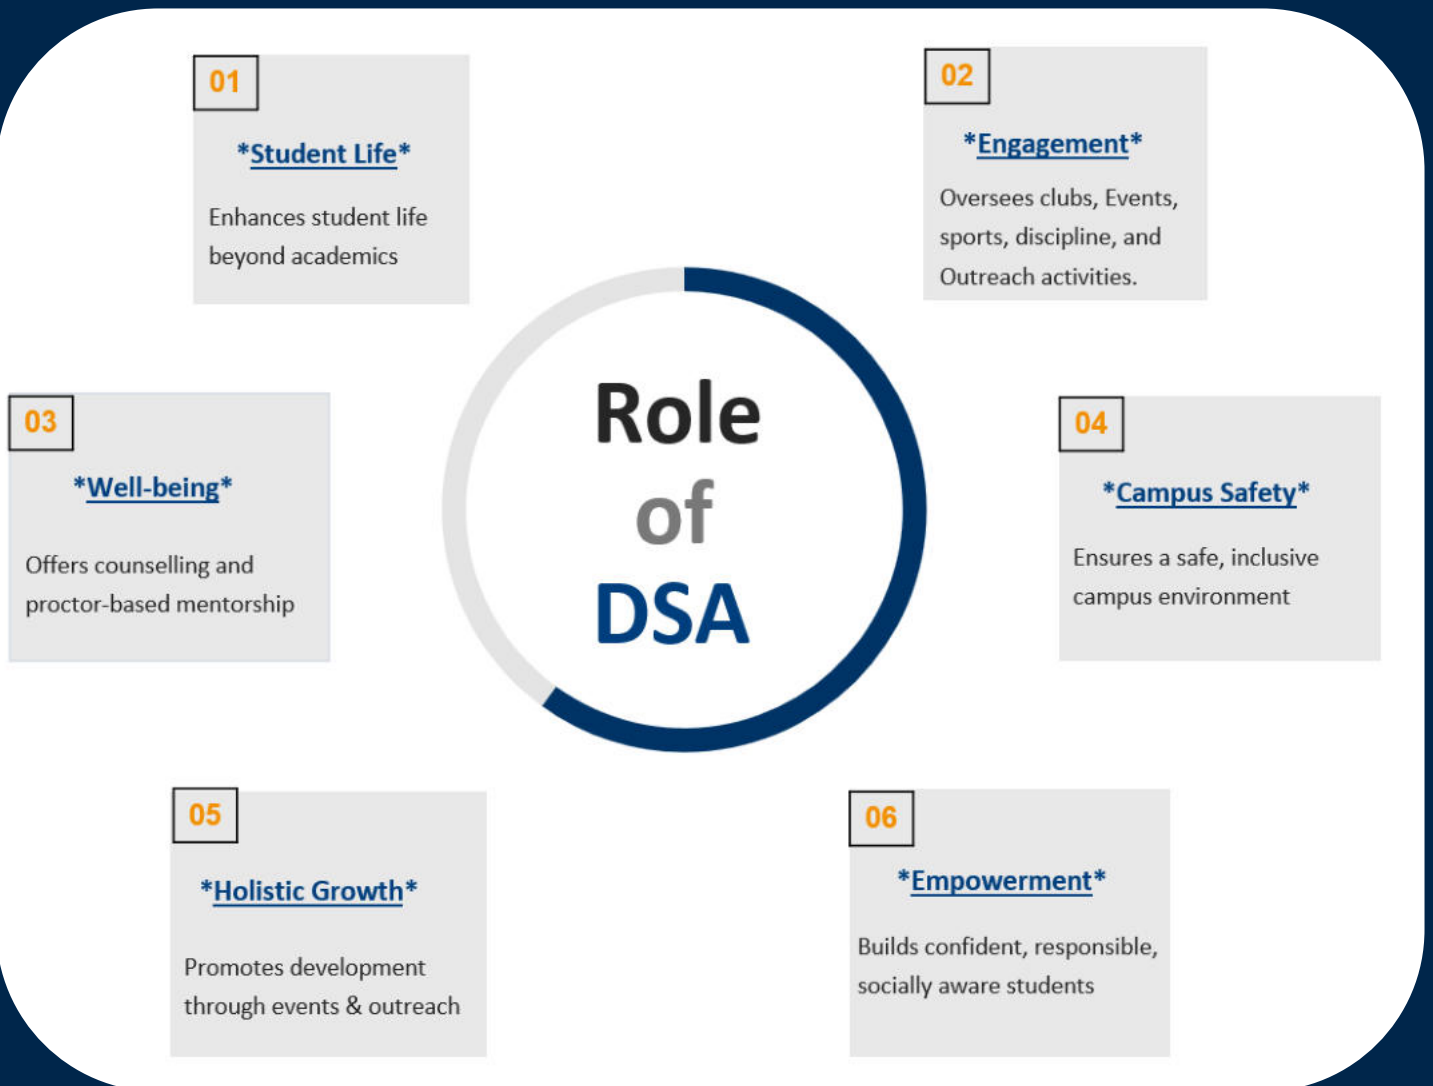 01
*Student Life*
Enhances student life
beyond academics
02
*Engagement*
Oversees clubs, Events,
sports, discipline, and
Outreach activities.
03
*Well-being*
Offers counselling and
proctor-based mentorship
Role
of
DSA
04
*Campus Safety*
Ensures a safe, inclusive
campus environment
05
*Holistic Growth*
Promotes development
through events & outreach
06
*Empowerment*
Builds confident, responsible,
socially aware students